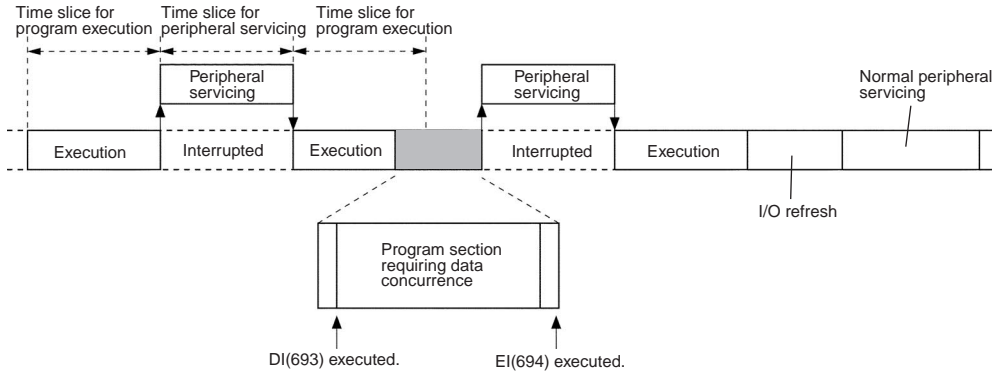 Time slice for
program execution
Time slice for
peripheral servicing
Time slice for
program execution
Peripheral
servicing
Peripheral
servicing
Normal peripheral
servicing
Execution
Interrupted
Execution
Interrupted
Execution
I/O refresh
Program section
requiring data
concurrence
DI(693) executed.
EI(694) executed.